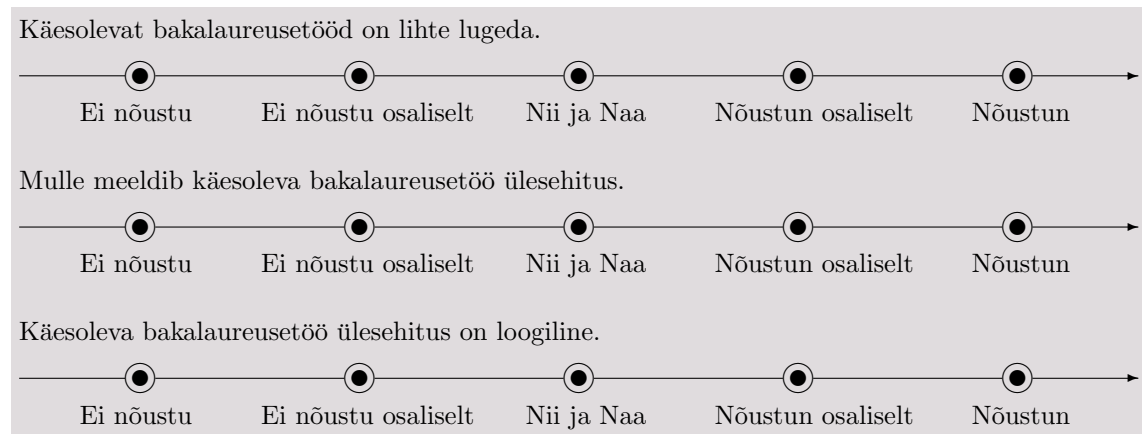 Käesolevat bakalaureusetööd on lihte lugeda.
Ei nõustu Ei nõustu osaliselt Nii ja Naa Nõustun osaliselt Nõustun
Mulle meeldib käesoleva bakalaureusetöö ülesehitus.
Ei nõustu Ei nõustu osaliselt Nii ja Naa Nõustun osaliselt Nõustun
Käesoleva bakalaureusetöö ülesehitus on loogiline.
Ei nõustu Ei nõustu osaliselt Nii ja Naa Nõustun osaliselt Nõustun